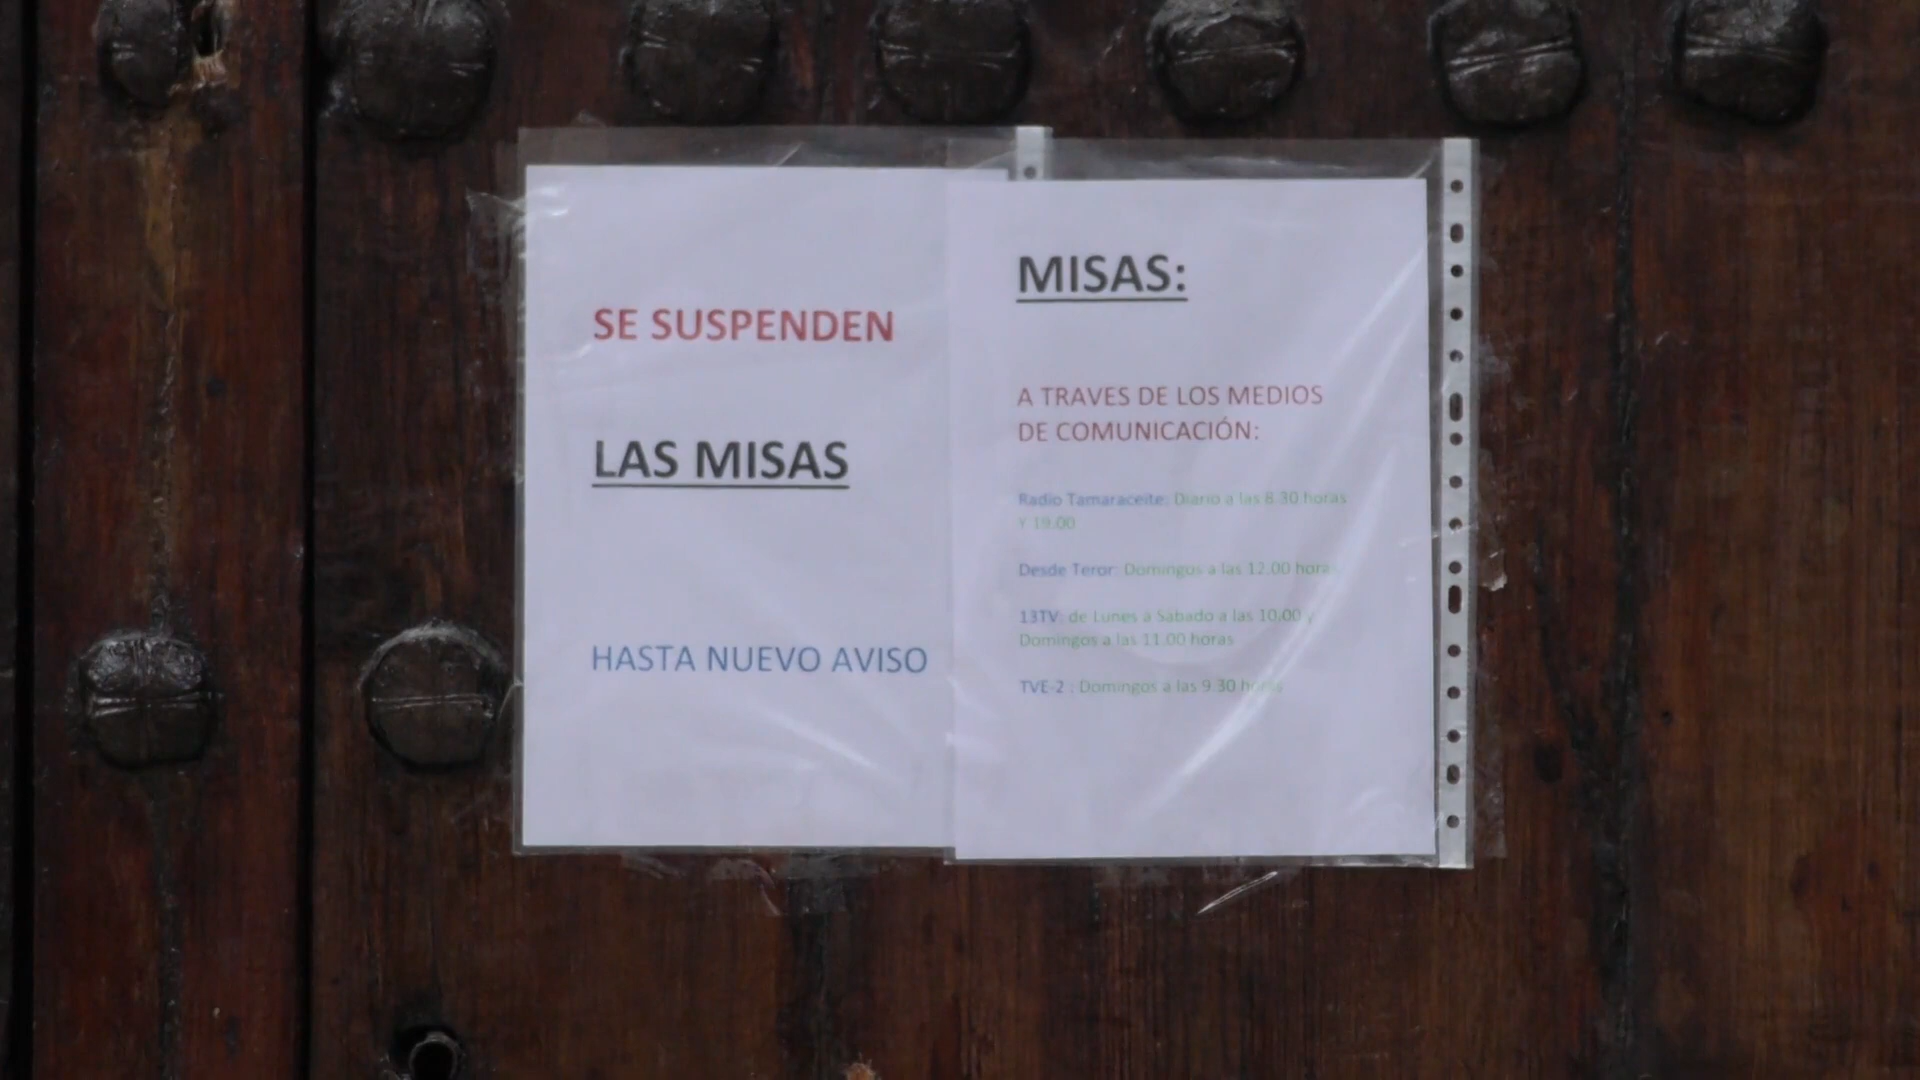 SE SUSPENDEN
LAS MISAS
HASTA NUEVO AVISO
MISAS:
A TRAVES DE LOS MEDIOS
DE COMUNICACIÓN:
Radio Tamaraceite: Diario a las 8.30 horas
Y 19.00
Desde Teror: Domingos a las 12.00 horas
13TV: de Lunes a Sábado a las 10.00 y
Domingos a las 11.00 horas
TVE-2 : Domingos a las 9.30 horas